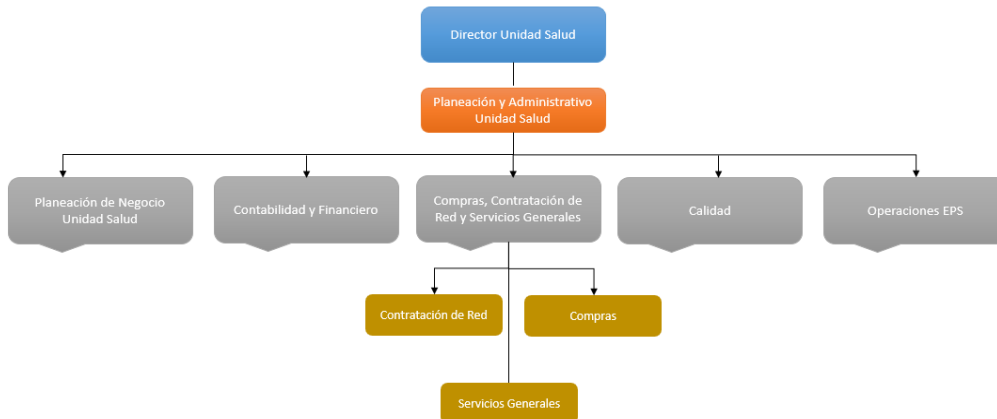 Director Unidad Salud
Planeación y Administrativo
Unidad Salud
Planeación de Negocio
Unidad Salud
Contabilidad y Financiero
Compras, Contratación de
Red y Servicios Generales
Calidad
Operaciones EPS
Contratación de Red
Compras
Servicios Generales